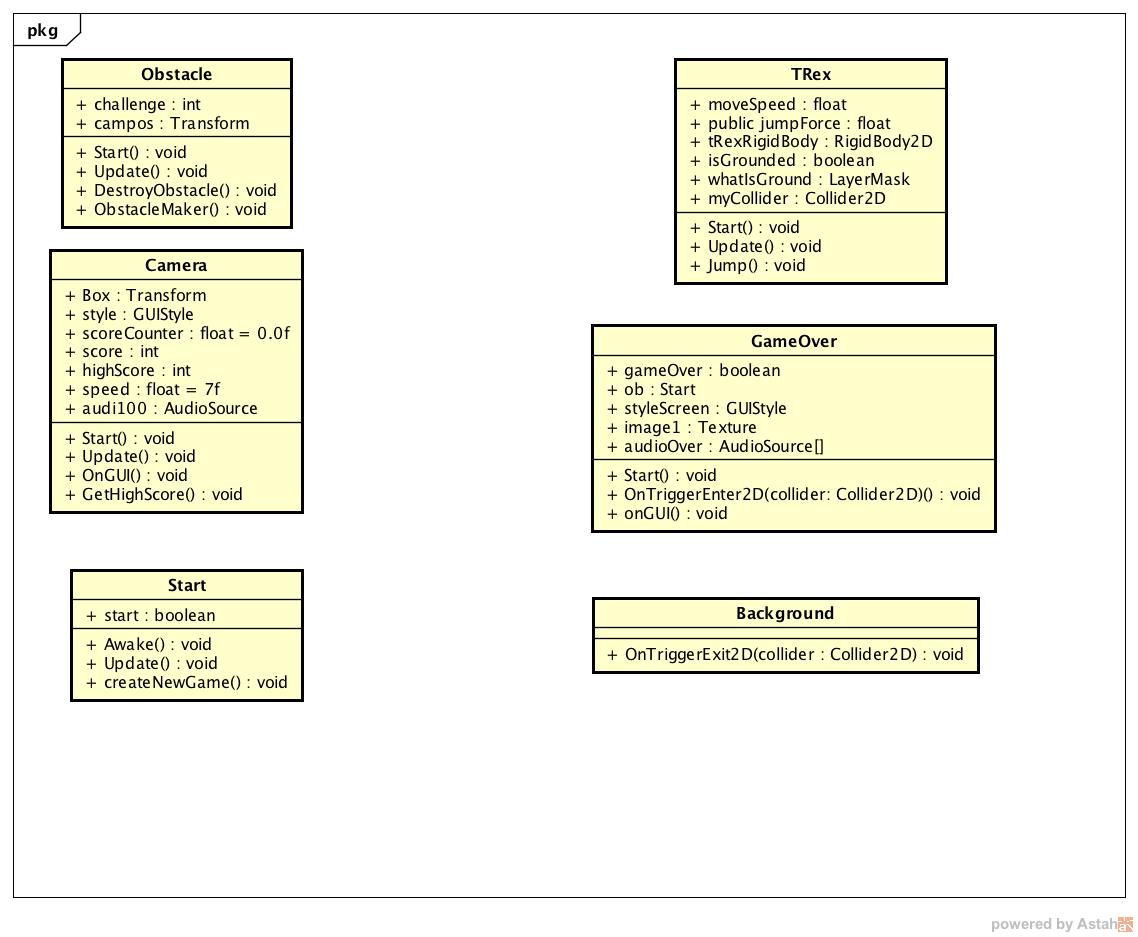 pkg
Obstacle
+ challenge : int
+ campos : Transform
+ Start() : void
+ Update() : void
+ DestroyObstacle() : void
+ ObstacleMaker() : void
Camera
+ Box : Transform
+ style : GUIStyle
+ scoreCounter : float = 0.0f
+ score : int
+ highScore : int
+ speed : float = 7f
+ audi100 : AudioSource
+ Start() : void
+ Update() : void
+ OnGUI() : void
+ GetHighScore() : void
Start
+ start : boolean
+ Awake() : void
+ Update() : void
+ createNewGame() : void
TRex
+ moveSpeed : float
+ public jumpForce : float
+ tRexRigidBody : RigidBody2D
+ isGrounded : boolean
+ whatIsGround : LayerMask
+ myCollider : Collider2D
+ Start() : void
+ Update() : void
+ Jump() : void
GameOver
+ gameOver : boolean
+ ob : Start
+ styleScreen : GUIStyle
+ image1 : Texture
+ audioOver : AudioSource[]
+ Start() : void
+ OnTriggerEnter2D(collider: Collider2D)() : void
+ onGUI() : void
Background
+ OnTriggerExit2D(collider : Collider2D) : void
powered by Astah